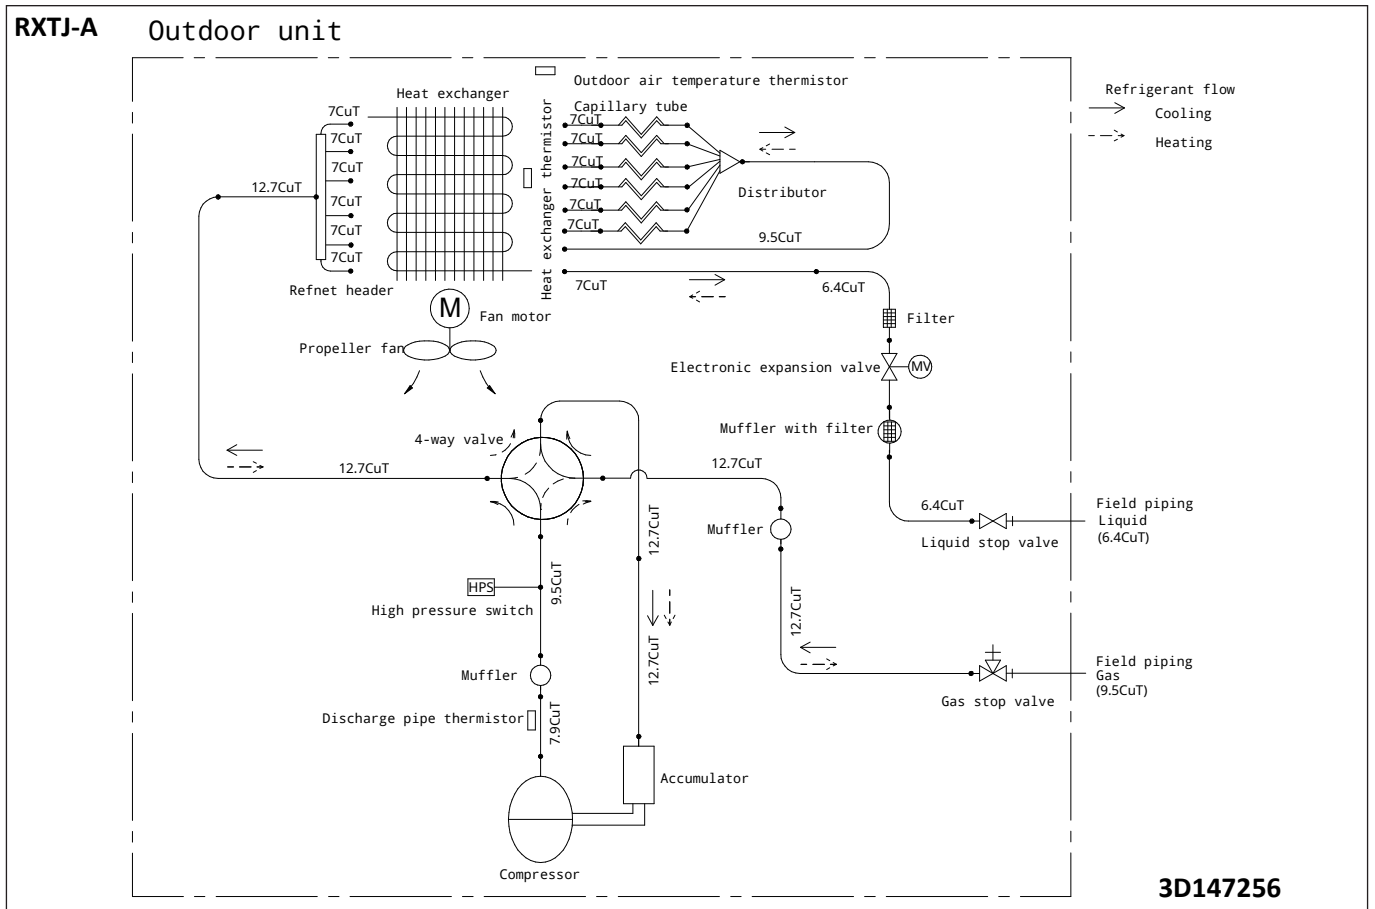 RXTJ-A
Outdoor unit
Outdoor air temperature thermistor
Heat exchanger
Capillary tube
Refrigerant flow
Cooling
Heating
7CuT
7CuT
7CuT
7CuT
7CuT
7CuT
12.7CuT
Refnet header
Heat exchanger thermistor
7CuT
7CuT
7CuT
7CuT
7CuT
7CuT
Distributor
9.5CuT
7CuT
6.4CuT
M
Fan motor
Propeller fan
Filter
Electronic expansion valve
MV
Muffler with filter
4-way valve
12.7CuT
12.7CuT
6.4CuT
Liquid stop valve
Field piping
Liquid
(6.4CuT)
Muffler
12.7CuT
HPS
High pressure switch
9.5CuT
12.7CuT
12.7CuT
Field piping
Gas
(9.5CuT)
Gas stop valve
Muffler
Discharge pipe thermistor
7.9CuT
Accumulator
Compressor
3D147256